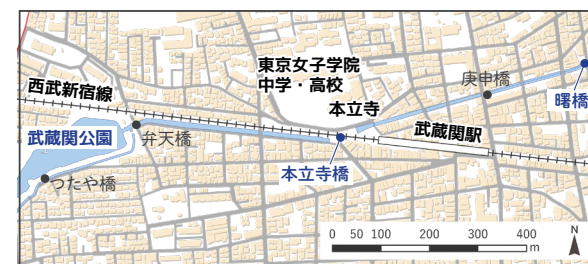 東京女子学院
中学・高校
庚申橋
西武新宿線
本立寺
曙橋
武蔵関公園
弁天橋
武蔵関駅
本立寺橋
つたや橋
0 50 100 200 300 400
m
N